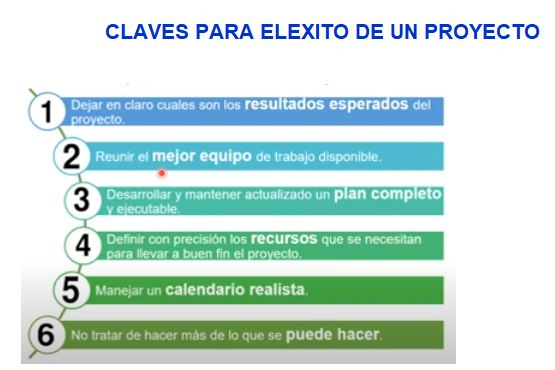 CLAVES PARA ELEXITO DE UN PROYECTO
1
Dejar en claro cuales son los resultados esperados del
proyecto.
2
Reunir el mejor equipo de trabajo disponible.
3
Desarrollar y mantener actualizado un plan completo
y ejecutable.
4
Definir con precisión los recursos que se necesitan
para llevar a buen fin el proyecto.
5
Manejar un calendario realista.
6
No tratar de hacer más de lo que se puede hacer.